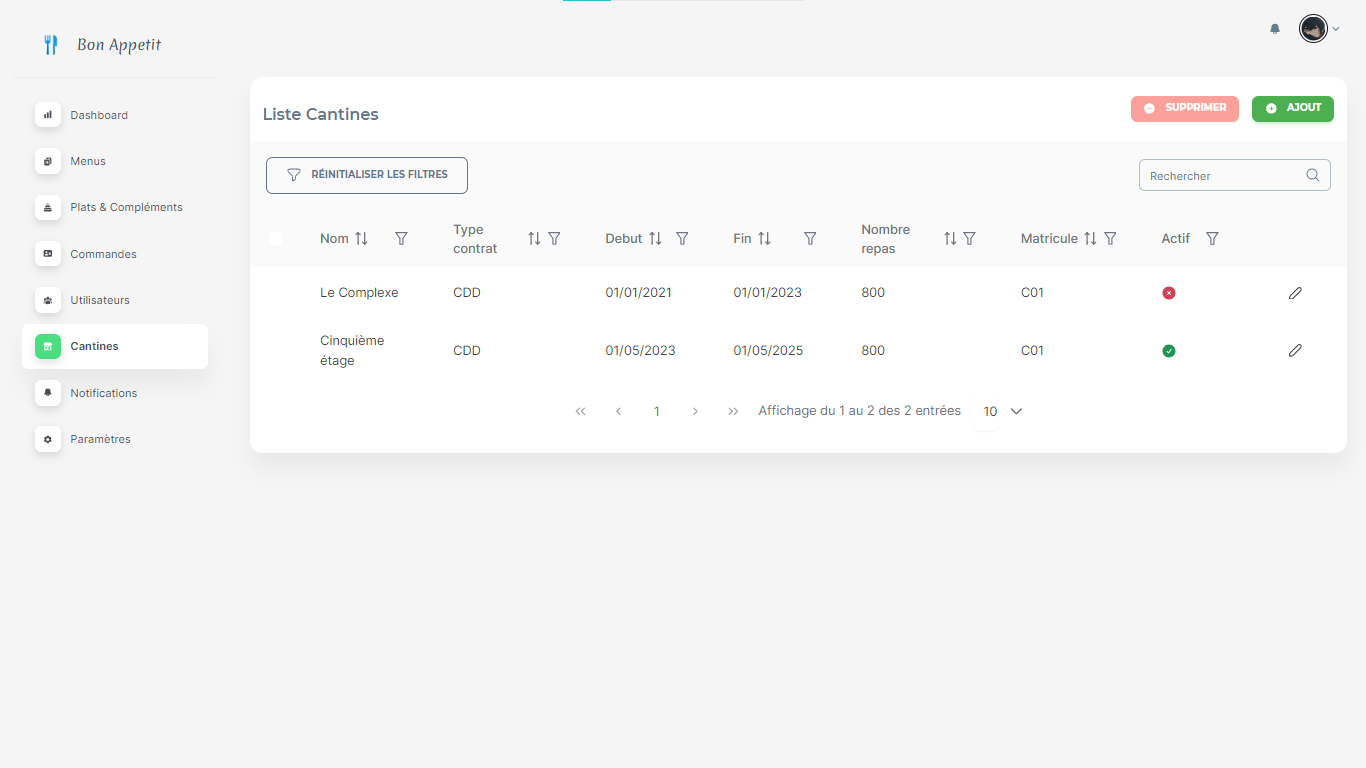 Bon Appetit
Dashboard
Menus
Plats & Compléments
Commandes
Utilisateurs
Cantines
Notifications
Paramètres
Liste Cantines
SUPPRIMER
AJOUT
RÉINITIALISER LES FILTRES
Rechercher
Nom
Type
contrat
Debut
Fin
Nombre
repas
Matricule
Actif
Le Complexe CDD 01/01/2021 01/01/2023 800 C01
Cinquième
étage
CDD 01/05/2023 01/05/2025 800 C01
1 Affichage du 1 au 2 des 2 entrées 10